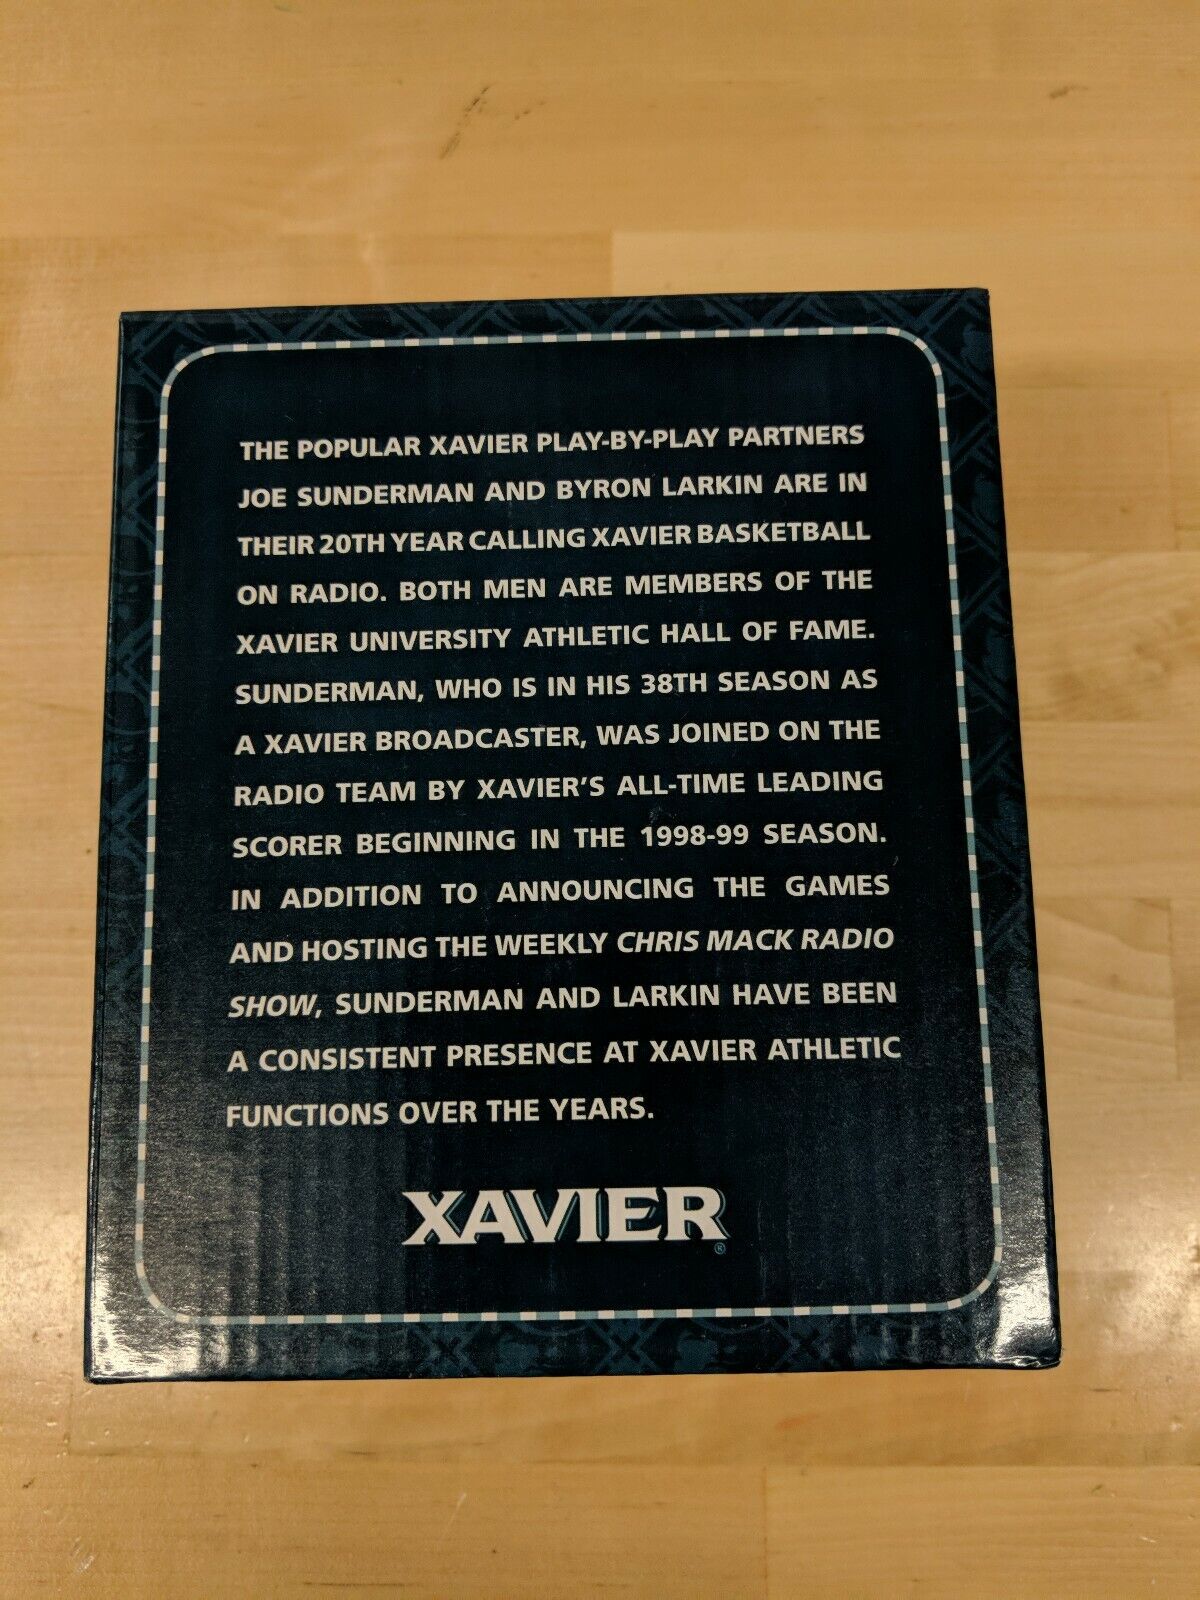 THE POPULAR XAVIER PLAY-BY-PLAY PARTNERS
JOE SUNDERMAN AND BYRON LARKIN ARE IN
THEIR 20TH YEAR CALLING XAVIER BASKETBALL
ON RADIO. BOTH MEN ARE MEMBERS OF THE
XAVIER UNIVERSITY ATHLETIC HALL OF FAME.
SUNDERMAN, WHO IS IN HIS 38TH SEASON AS
A XAVIER BROADCASTER, WAS JOINED ON THE
RADIO TEAM BY XAVIER'S ALL-TIME LEADING
SCORER BEGINNING IN THE 1998-99 SEASON.
IN ADDITION TO ANNOUNCING THE GAMES
AND HOSTING THE WEEKLY CHRIS MACK RADIO
SHOW, SUNDERMAN AND LARKIN HAVE BEEN
A CONSISTENT PRESENCE AT XAVIER ATHLETIC
FUNCTIONS OVER THE YEARS.
XAVIER®